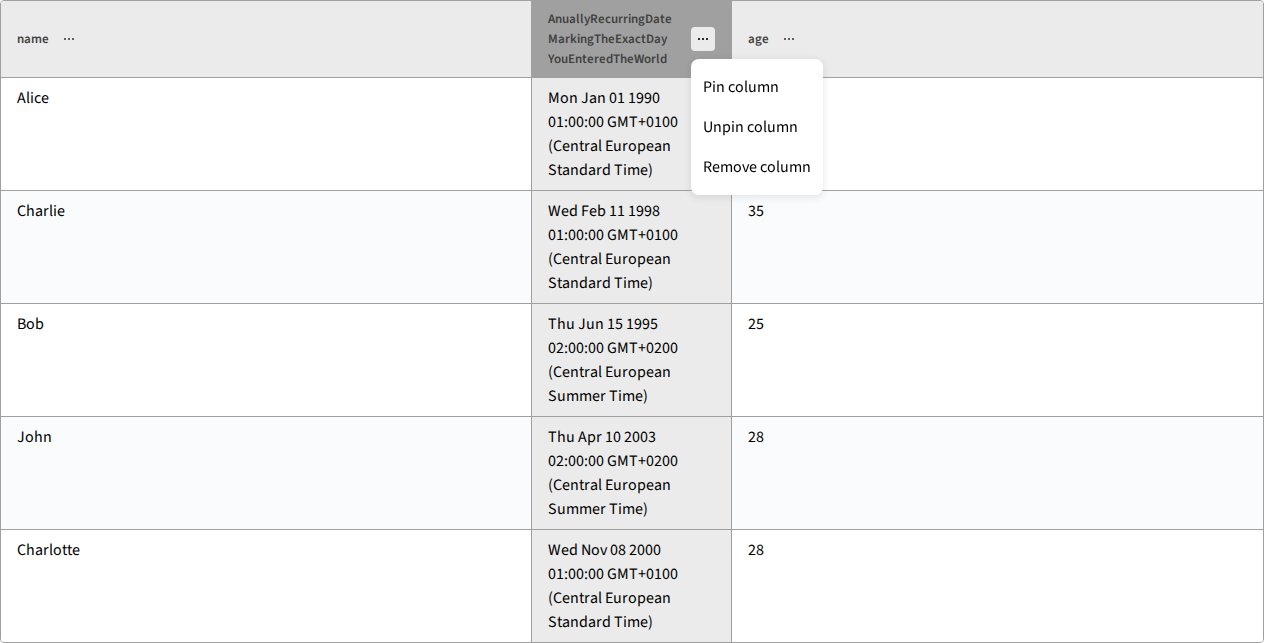 name ...
AnuallyRecurringDate
MarkingTheExactDay
YouEnteredTheWorld
...
age ...
Pin column
Unpin column
Remove column
Alice
Mon Jan 01 1990
01:00:00 GMT+0100
(Central European
Standard Time)
Charlie
Wed Feb 11 1998
01:00:00 GMT+0100
(Central European
Standard Time)
35
Bob
Thu Jun 15 1995
02:00:00 GMT+0200
(Central European
Summer Time)
25
John
Thu Apr 10 2003
02:00:00 GMT+0200
(Central European
Summer Time)
28
Charlotte
Wed Nov 08 2000
01:00:00 GMT+0100
(Central European
Standard Time)
28